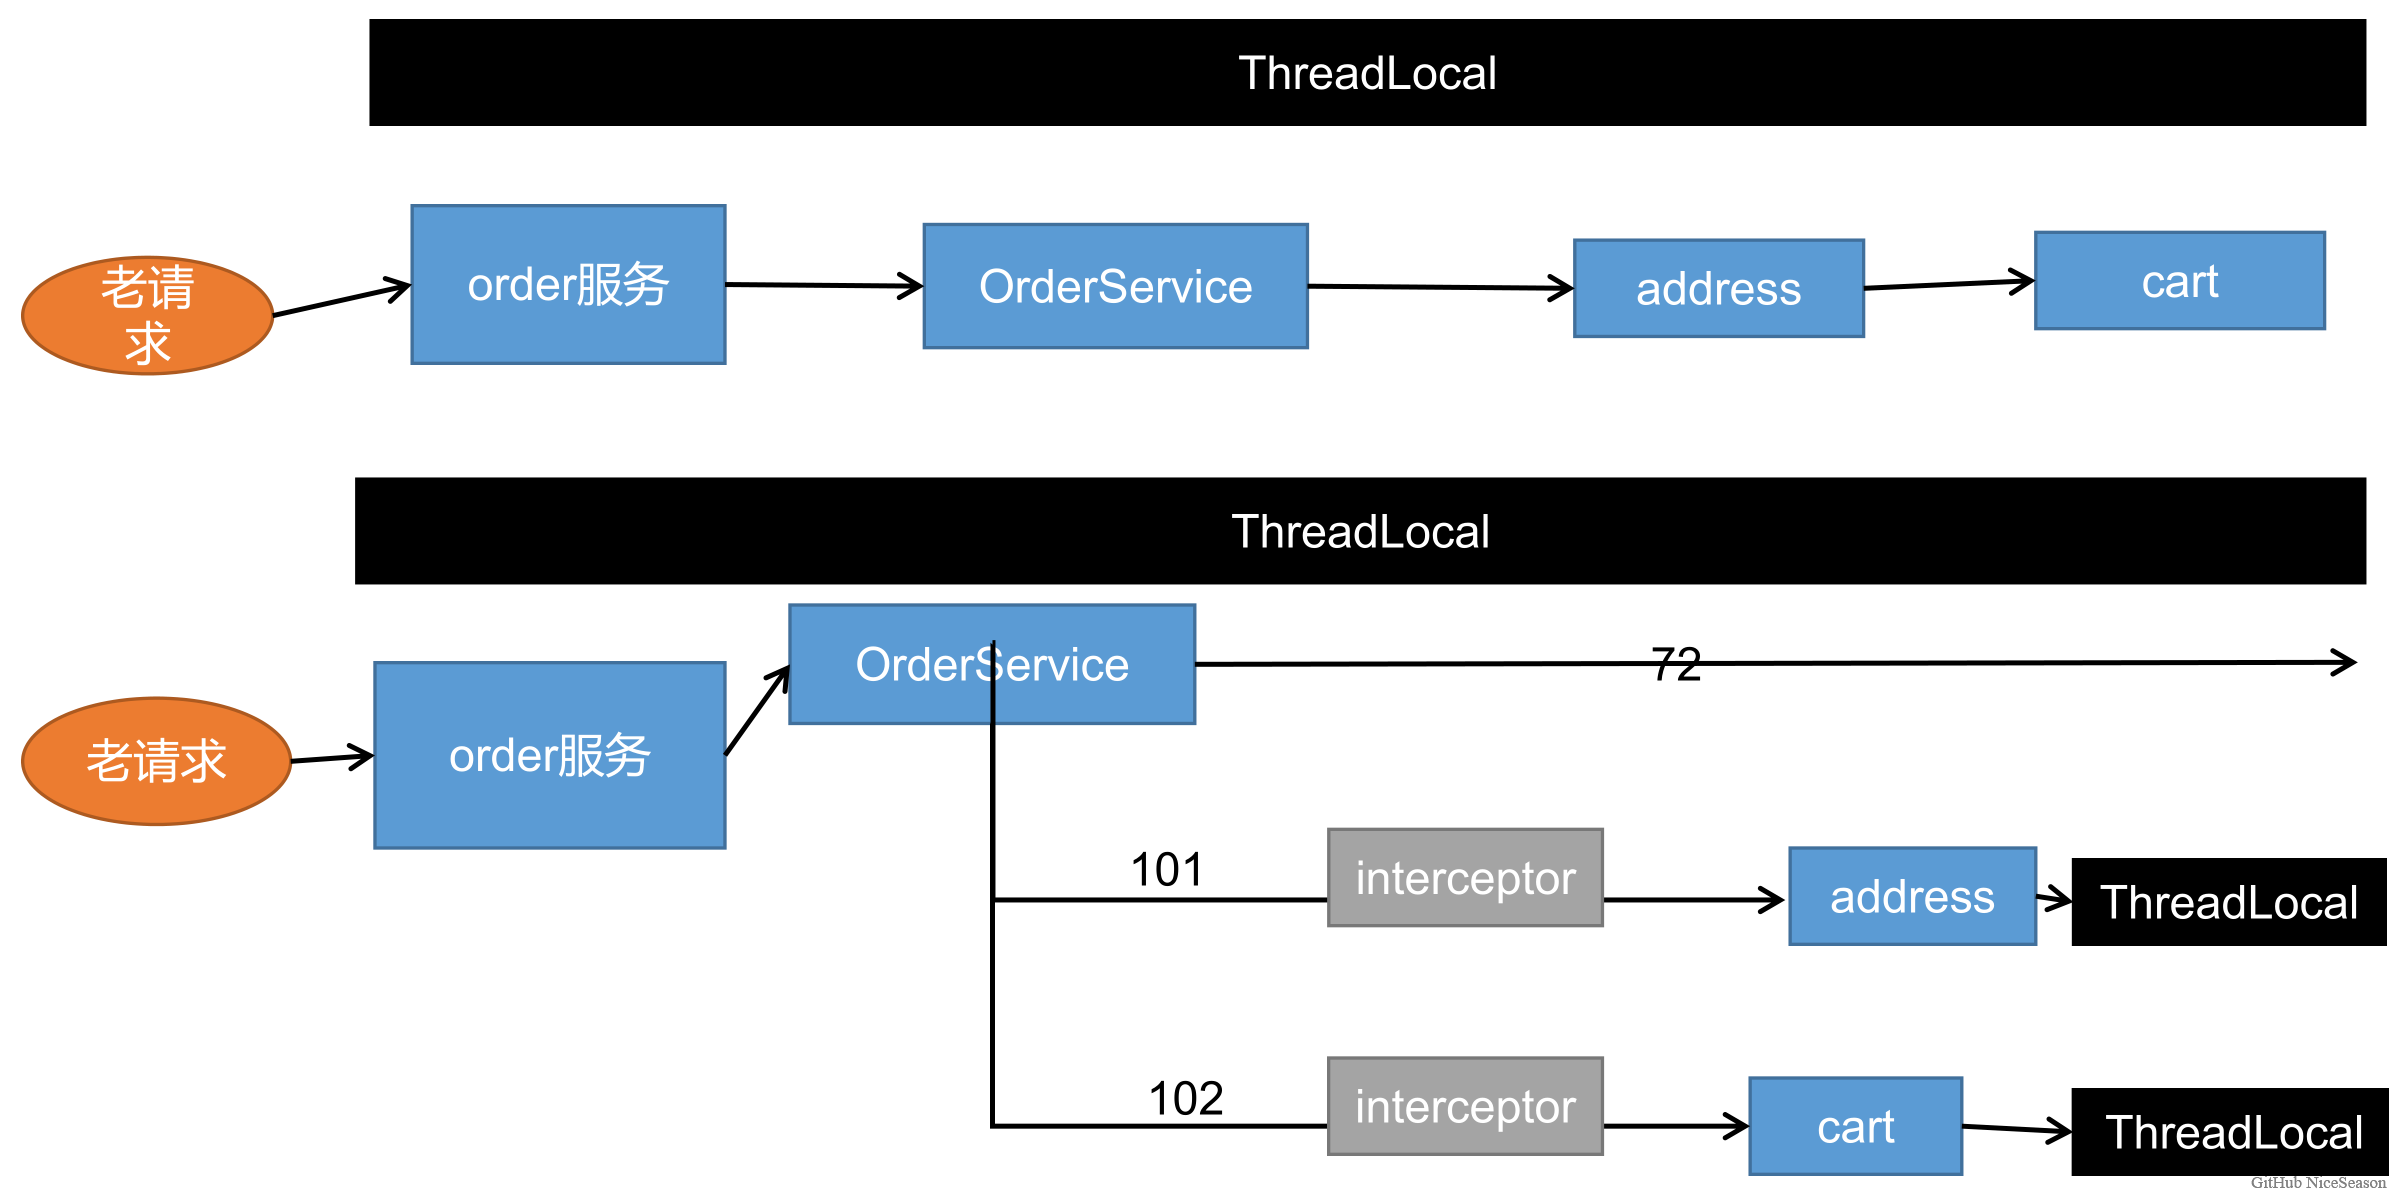 ThreadLocal
老请
求
order服务
OrderService
address
cart
ThreadLocal
OrderService
72
老请求
order服务
101
interceptor
address
ThreadLocal
102
interceptor
cart
ThreadLocal
GitHub NiceSeason